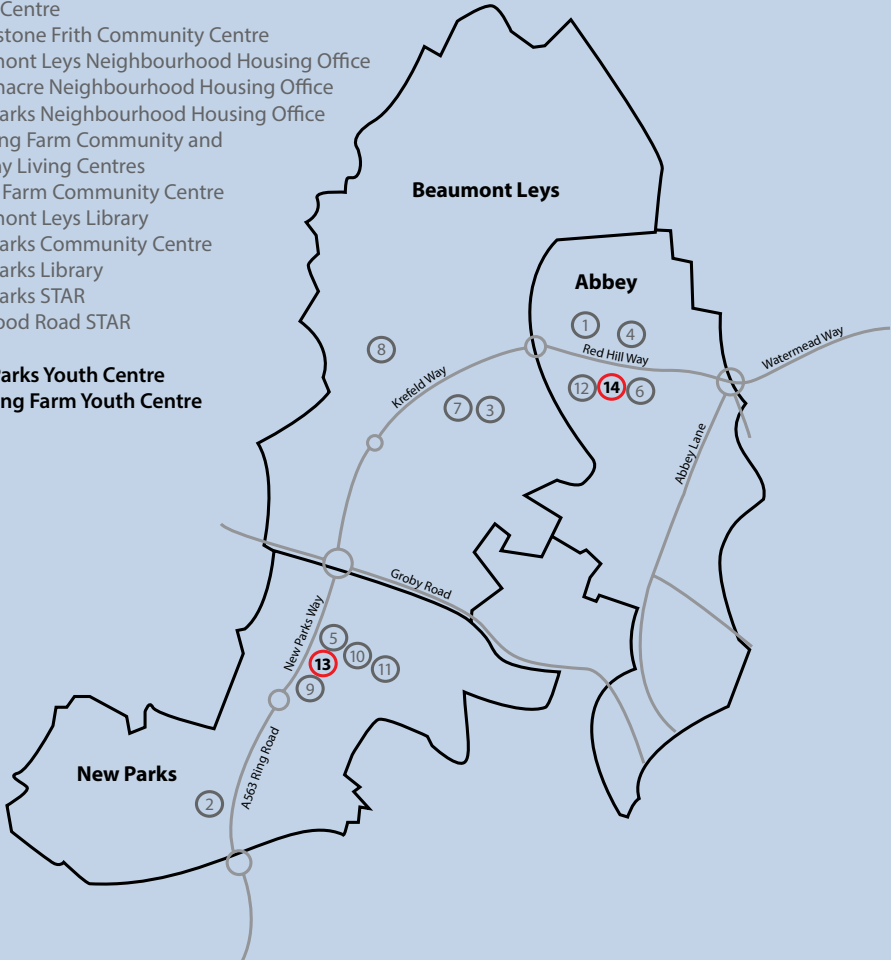 Centre
stone Frith Community Centre
mont Leys Neighbourhood Housing Office
nacre Neighbourhood Housing Office
arks Neighbourhood Housing Office
ng Farm Community and
y Living Centres
Farm Community Centre
mont Leys Library
arks Community Centre
arks Library
arks STAR
ood Road STAR
Parks Youth Centre
ng Farm Youth Centre
Beaumont Leys
Abbey
1
4
Red Hill Way
Watermead Way
8
12
14
6
Krefeld Way
7
3
Abbey Lane
Groby Road
New Parks Way
5
10
13
11
9
A563 Ring Road
New Parks
2